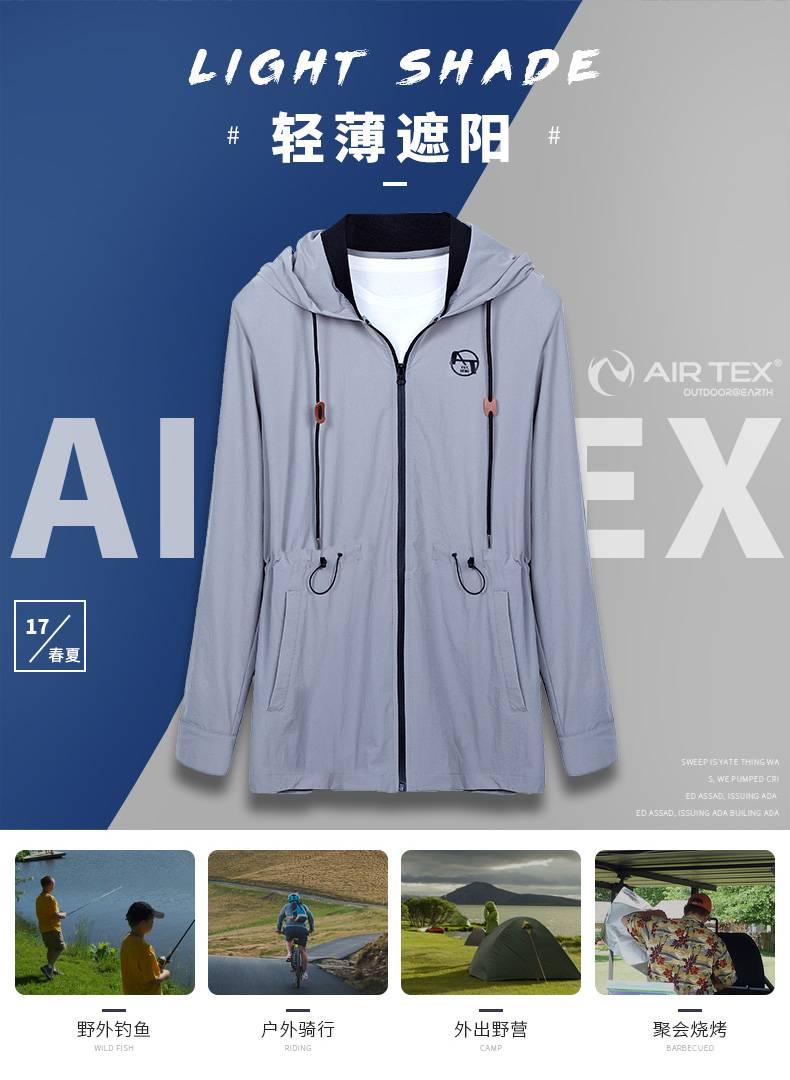 LIGHT SHADE
# 轻薄遮阳 #
AIR TEX®
OUTDOOR@EARTH
AI EX
AT
17/春夏
SWEEP IS YATE THING WA
S, WE PUMPED CRI
ED ASSAD, ISSUING ADA
ED ASSAD, ISSUING ADA BUILING ADA
野外钓鱼 户外骑行 外出野营 聚会烧烤
WILD FISH RIDING CAMP BARBECUED